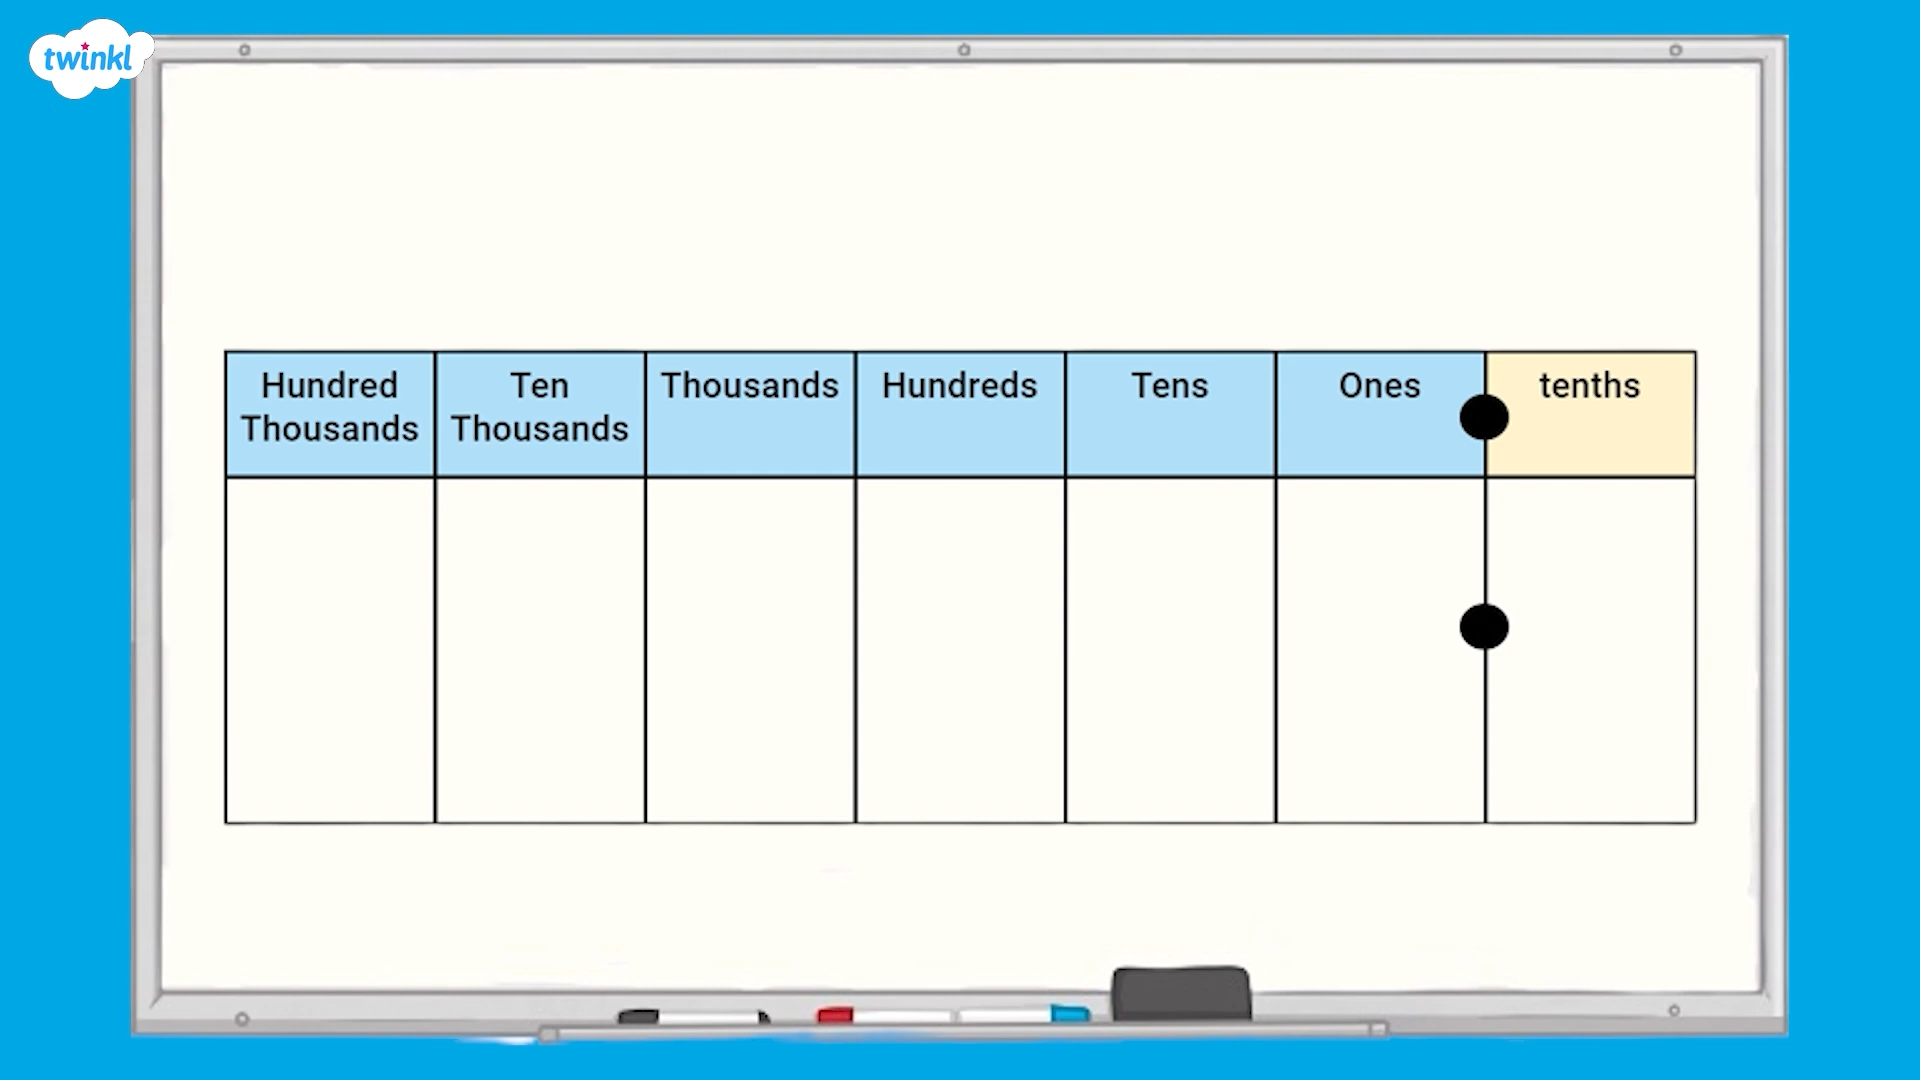 twinkl
Hundred
Thousands
Ten
Thousands
Thousands
Hundreds
Tens
Ones
tenths